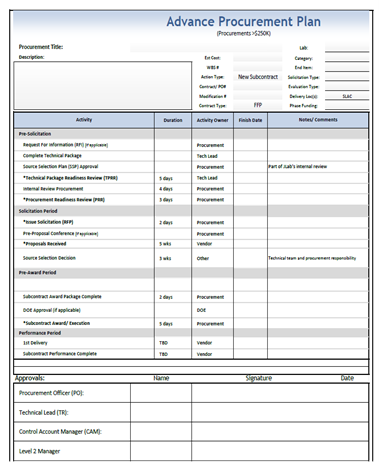 Advance Procurement Plan
(Procurements >$250K)
Procurement Title:
Lab:
Description:
Est Cost:
Category:
WBS #
End Item:
Action Type: New Subcontract
Solicitation Type:
Contract/ PO#
Evaluation Type:
Modification #
Delivery Loc(s): SLAC
Contract Type: FFP
Phase Funding:
Activity Duration Activity Owner Finish Date Notes/ Comments
Pre-Solicitation
Request For Information (RFI) (if applicable) Procurement
Complete Technical Package Tech Lead
Source Selection Plan (SSP) Approval Procurement Part of JLab's internal review
*Technical Package Readiness Review (TPRR) 5 days Tech Lead
Internal Review Procurement 4 days Procurement
*Procurement Readiness Review (PRR) 3 days Procurement
Solicitation Period
*Issue Solicitation (RFP) 2 days Procurement
Pre-Proposal Conference (if applicable) Procurement
*Proposals Received 5 wks Vendor
Source Selection Decision 3 wks Other Technical team and procurement responsibility
Pre-Award Period
Subcontract Award Package Complete 2 days Procurement
DOE Approval (if applicable) DOE
*Subcontract Award/ Execution 5 days Procurement
Performance Period
1st Delivery TBD Vendor
Subcontract Performance Complete TBD Vendor
Approvals: Name Signature Date
Procurement Officer (PO):
Technical Lead (TR):
Control Account Manager (CAM):
Level 2 Manager